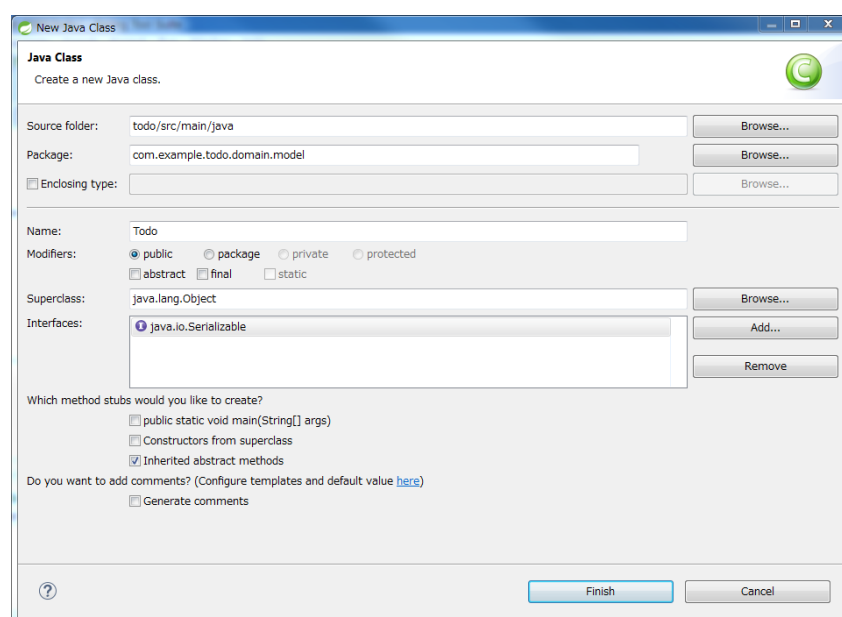 New Java Class
Java Class
Create a new Java class.
Source folder: todo/src/main/java Browse...
Package: com.example.todo.domain.model Browse...
Enclosing type: Browse...
Name: Todo
Modifiers: public package private protected
abstract final static
Superclass: java.lang.Object Browse...
Interfaces: java.io.Serializable Add...
Remove
Which method stubs would you like to create?
public static void main(String[] args)
Constructors from superclass
Inherited abstract methods
Do you want to add comments? (Configure templates and default value here)
Generate comments
Finish Cancel